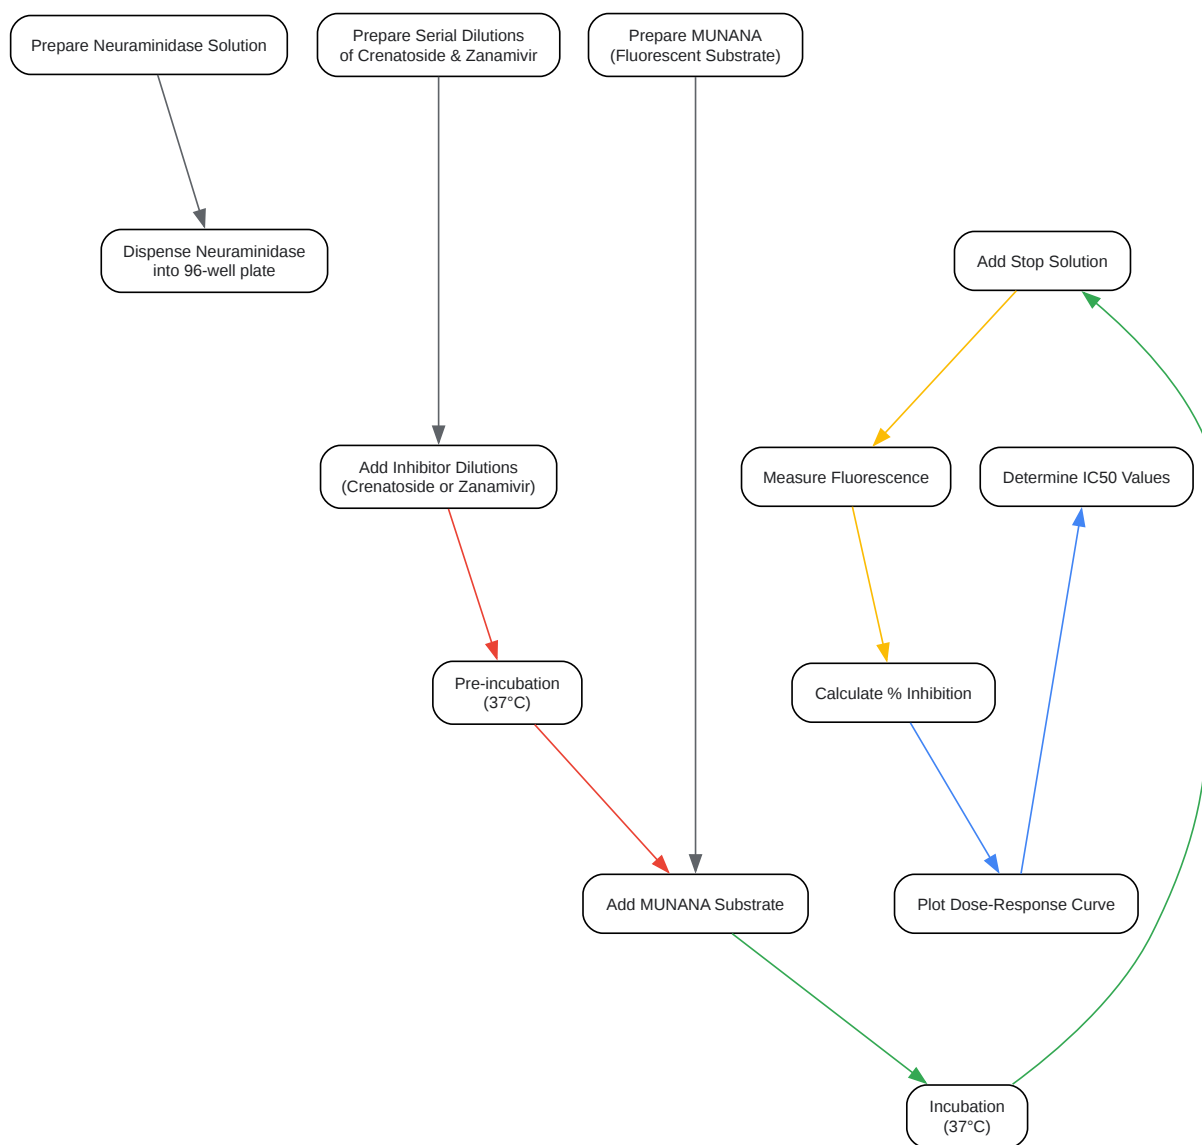 Prepare Neuraminidase Solution
Prepare Serial Dilutions
of Crenatoside & Zanamivir
Prepare MUNANA
(Fluorescent Substrate)
Dispense Neuraminidase
into 96-well plate
Add Stop Solution
Add Inhibitor Dilutions
(Crenatoside or Zanamivir)
Measure Fluorescence
Determine IC50 Values
Pre-incubation
(37°C)
Calculate % Inhibition
Add MUNANA Substrate
Plot Dose-Response Curve
Incubation
(37°C)